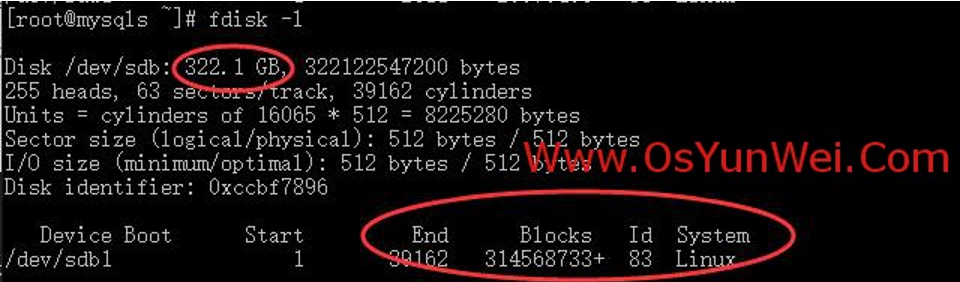 [root@mysqls ~]# fdisk -l
Disk /dev/sdb: 322.1 GB, 322122547200 bytes
255 heads, 63 sectors/track, 39162 cylinders
Units = cylinders of 16065 * 512 = 8225280 bytes
Sector size (logical/physical): 512 bytes / 512 bytes
I/O size (minimum/optimal): 512 bytes / 512 bytes
Www.OsYunWei.Com
Disk identifier: 0xccbf7896
Device Boot Start End Blocks Id System
/dev/sdb1 1 39162 314568733+ 83 Linux